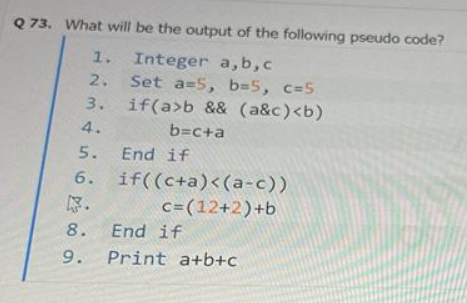 Q 73. What will be the output of the following pseudo code?
1. Integer a,b,c
2. Set a=5, b=5, c=5
3. if(a>b && (a&c)<b)
4. b=c+a
5. End if
6. if((c+a)<(a-c))
c=(12+2)+b
8. End if
9. Print a+b+c